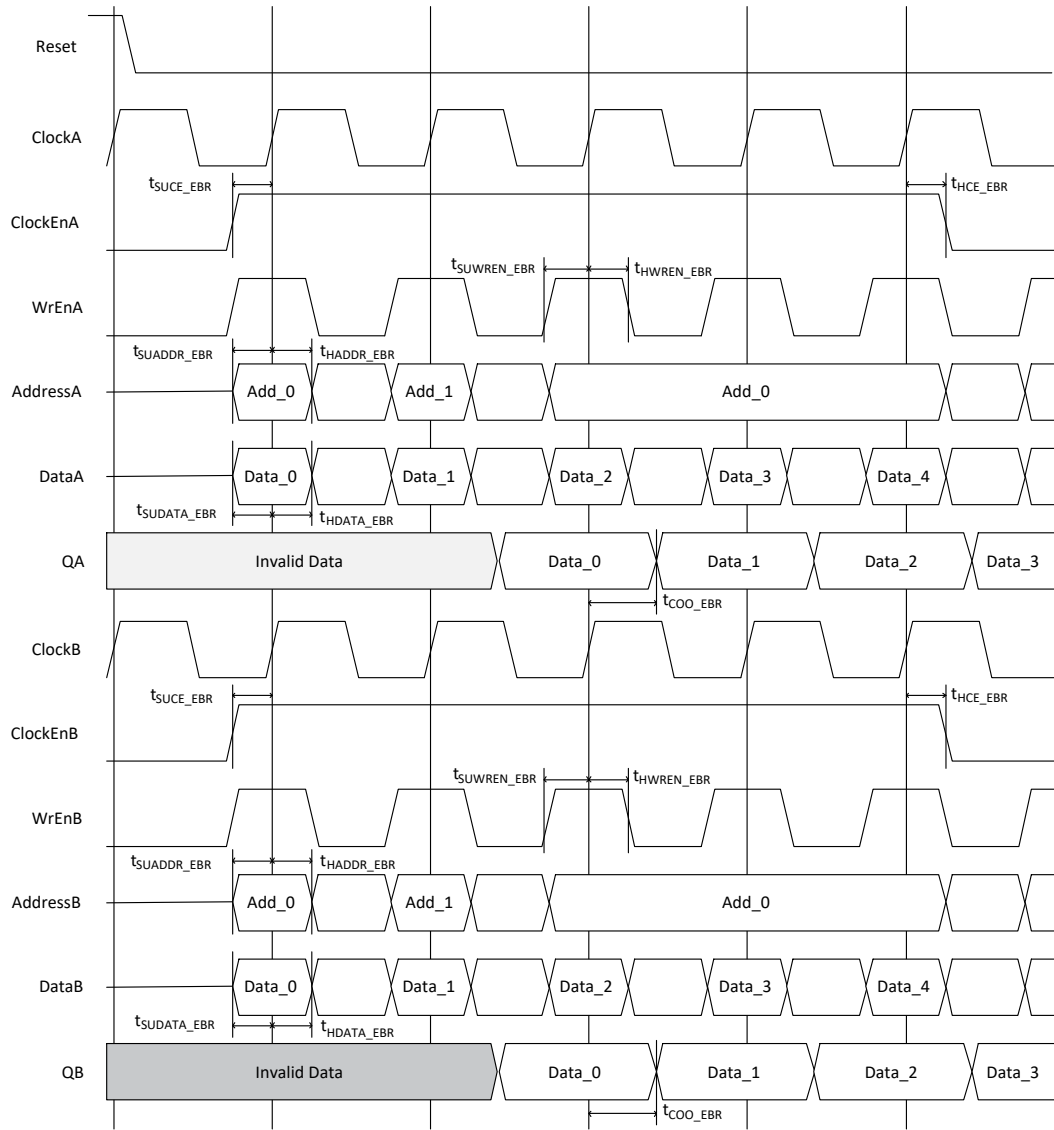 Reset
ClockA
tSUCE_EBR
tHCE_EBR
ClockEnA
tSUWREN_EBR
tHWREN_EBR
WrEnA
tSUADDR_EBR
tHADDR_EBR
AddressA
Add_0
Add_1
Add_0
DataA
Data_0
Data_1
Data_2
Data_3
Data_4
tSUDATA_EBR
tHDATA_EBR
QA
Invalid Data
Data_0
Data_1
Data_2
Data_3
tCOO_EBR
ClockB
tSUCE_EBR
tHCE_EBR
ClockEnB
tSUWREN_EBR
tHWREN_EBR
WrEnB
tSUADDR_EBR
tHADDR_EBR
AddressB
Add_0
Add_1
Add_0
DataB
Data_0
Data_1
Data_2
Data_3
Data_4
tSUDATA_EBR
tHDATA_EBR
QB
Invalid Data
Data_0
Data_1
Data_2
Data_3
tCOO_EBR